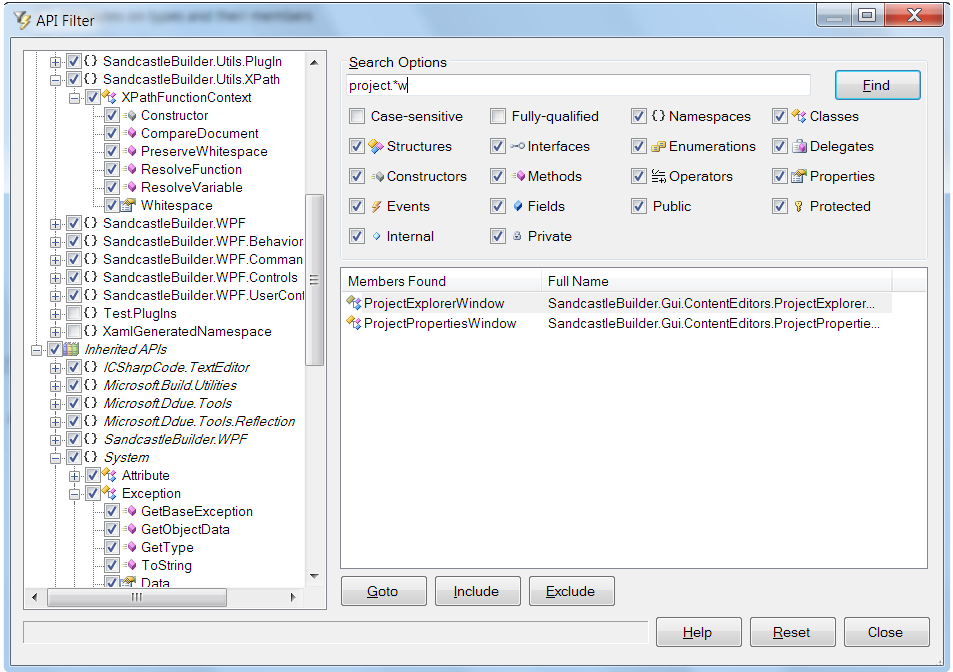 API Filter
SandcastleBuilder.Utils.PlugIn
SandcastleBuilder.Utils.XPath
XPathFunctionContext
Constructor
CompareDocument
PreserveWhitespace
ResolveFunction
ResolveVariable
Whitespace
SandcastleBuilder.WPF
SandcastleBuilder.WPF.Behavior
SandcastleBuilder.WPF.Comman
SandcastleBuilder.WPF.Controls
SandcastleBuilder.WPF.UserCont
Test.PlugIns
XamlGeneratedNamespace
Inherited APIs
ICSharpCode.TextEditor
Microsoft.Build.Utilities
Microsoft.Ddue.Tools
Microsoft.Ddue.Tools.Reflection
SandcastleBuilder.WPF
System
Attribute
Exception
GetBaseException
GetObjectData
GetType
ToString
Data
Search Options
project.*w
Find
Case-sensitive Fully-qualified Namespaces Classes
Structures Interfaces Enumerations Delegates
Constructors Methods Operators Properties
Events Fields Public Protected
Internal Private
Members Found Full Name
ProjectExplorerWindow SandcastleBuilder.Gui.ContentEditors.ProjectExplorer...
ProjectPropertiesWindow SandcastleBuilder.Gui.ContentEditors.ProjectPropertie...
Goto Include Exclude
Help Reset Close